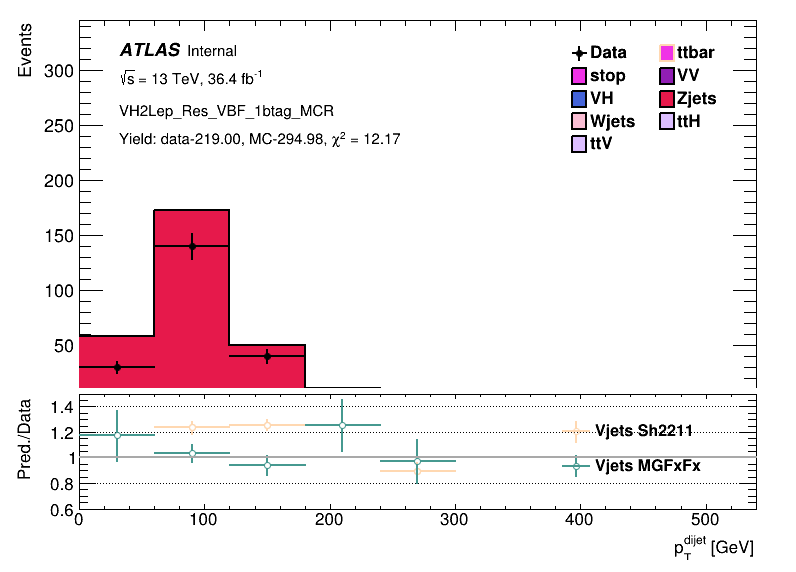 Events
ATLAS Internal
√s = 13 TeV, 36.4 fb⁻¹
VH2Lep_Res_VBF_1btag_MCR
Yield: data-219.00, MC-294.98, χ² = 12.17
Data
ttbar
stop
VV
VH
Zjets
Wjets
ttH
ttV
300
250
200
150
100
50
Pred./Data
1.4
1.2
1
0.8
0.6
Vjets Sh2211
Vjets MGFxFx
0 100 200 300 400 500
p_T^dijet [GeV]